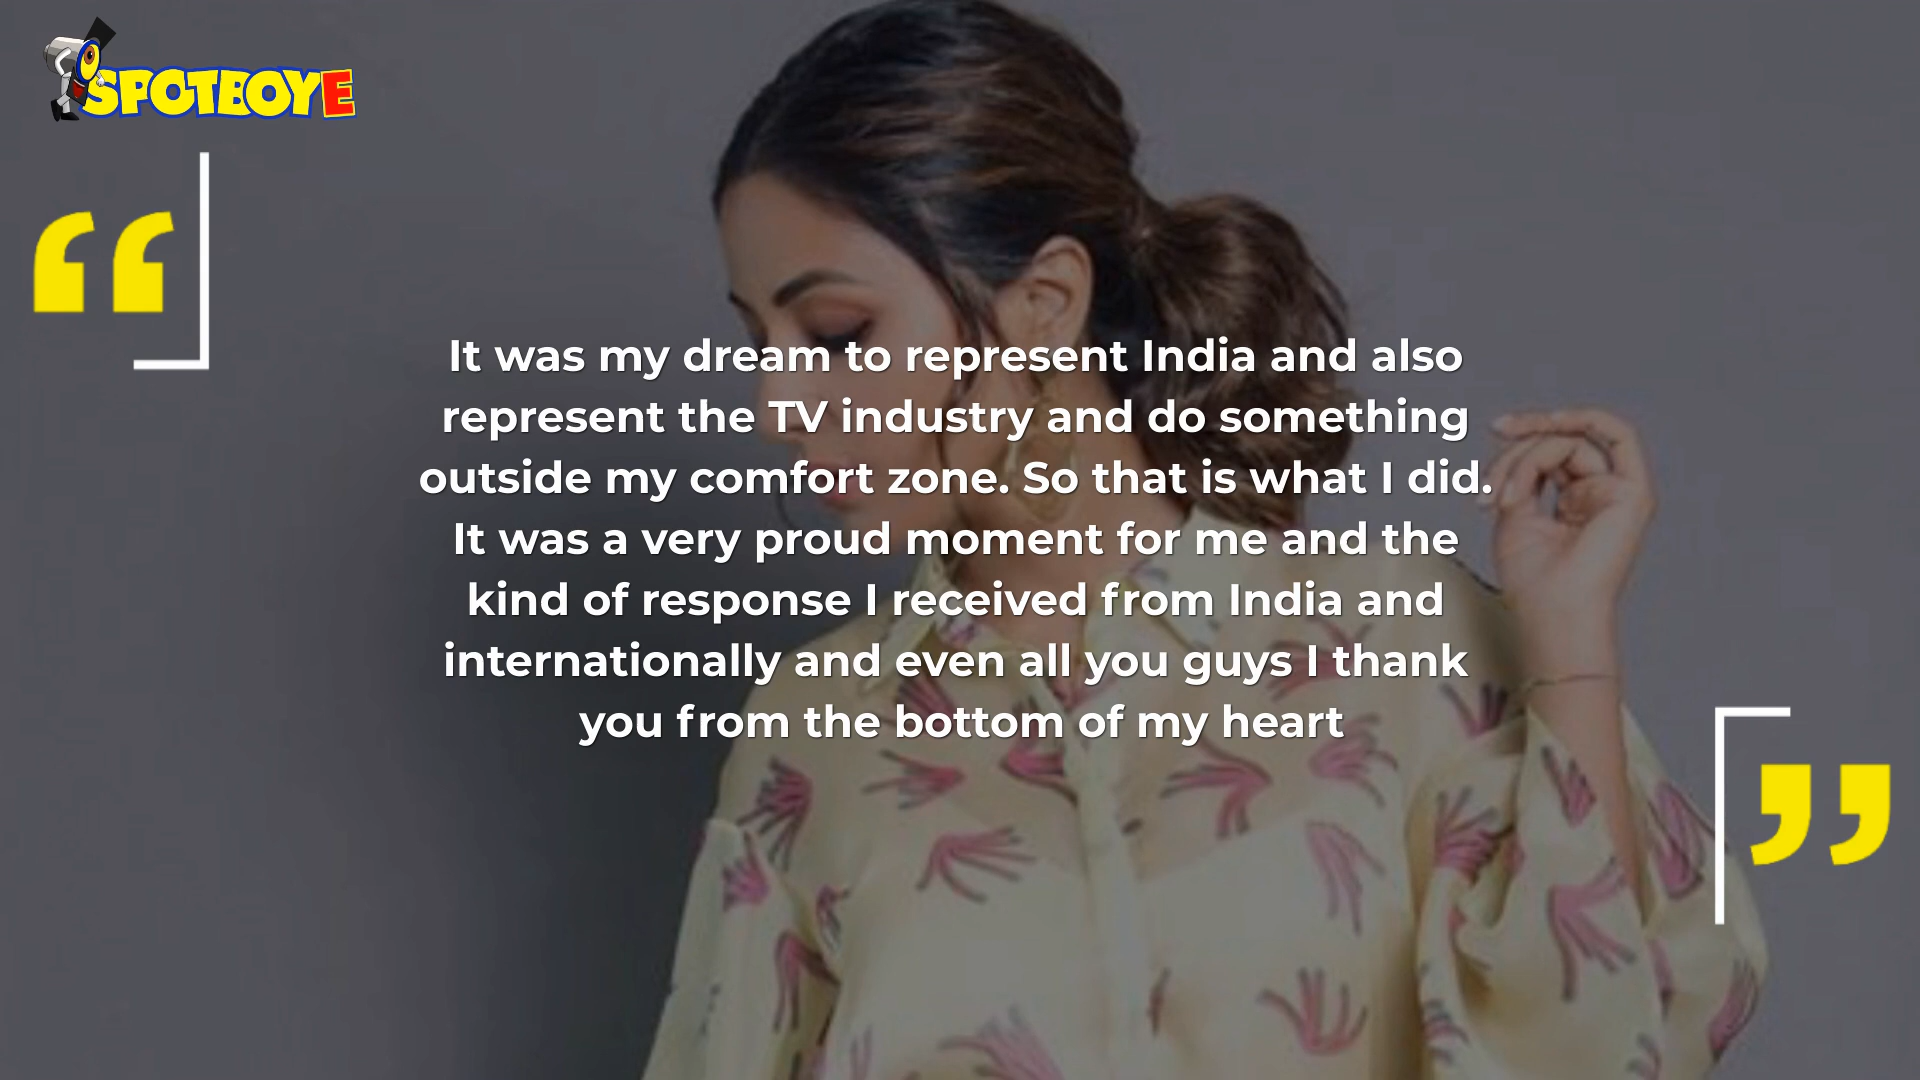 SPOTBOYE
It was my dream to represent India and also
represent the TV industry and do something
outside my comfort zone. So that is what I did.
It was a very proud moment for me and the
kind of response I received from India and
internationally and even all you guys I thank
you from the bottom of my heart